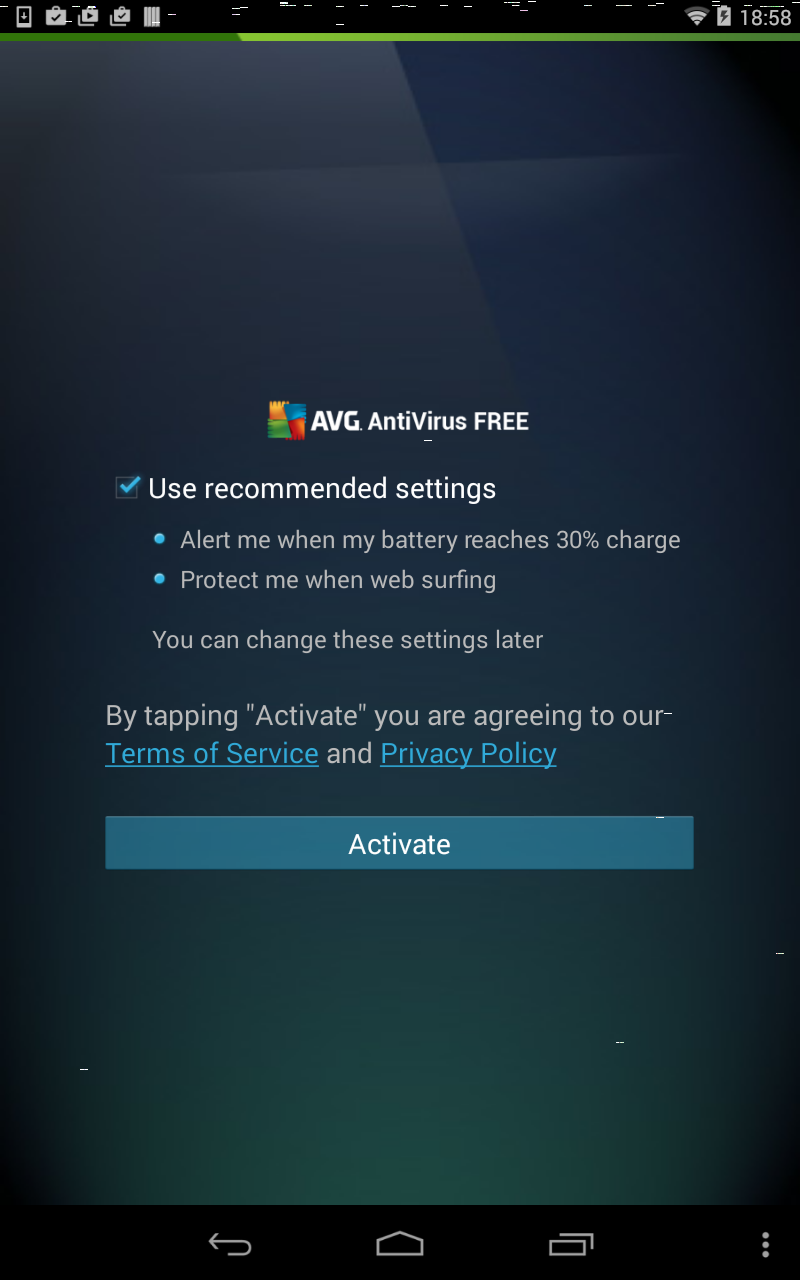 18:58
AVG. AntiVirus FREE
Use recommended settings
Alert me when my battery reaches 30% charge
Protect me when web surfing
You can change these settings later
By tapping "Activate" you are agreeing to our
Terms of Service and Privacy Policy
Activate